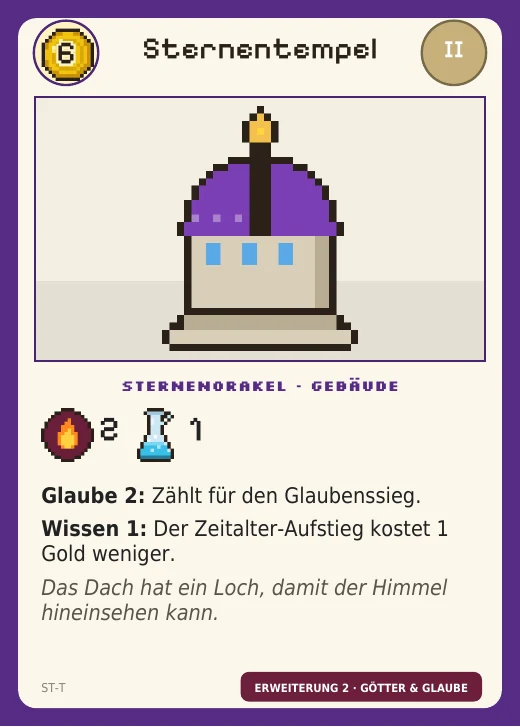 6
Sternentempel
II
STERNENORAKEL · GEBÄUDE
2 1
Glaube 2: Zählt für den Glaubenssieg.
Wissen 1: Der Zeitalter-Aufstieg kostet 1
Gold weniger.
Das Dach hat ein Loch, damit der Himmel
hineinsehen kann.
ST-T
ERWEITERUNG 2 · GÖTTER & GLAUBE